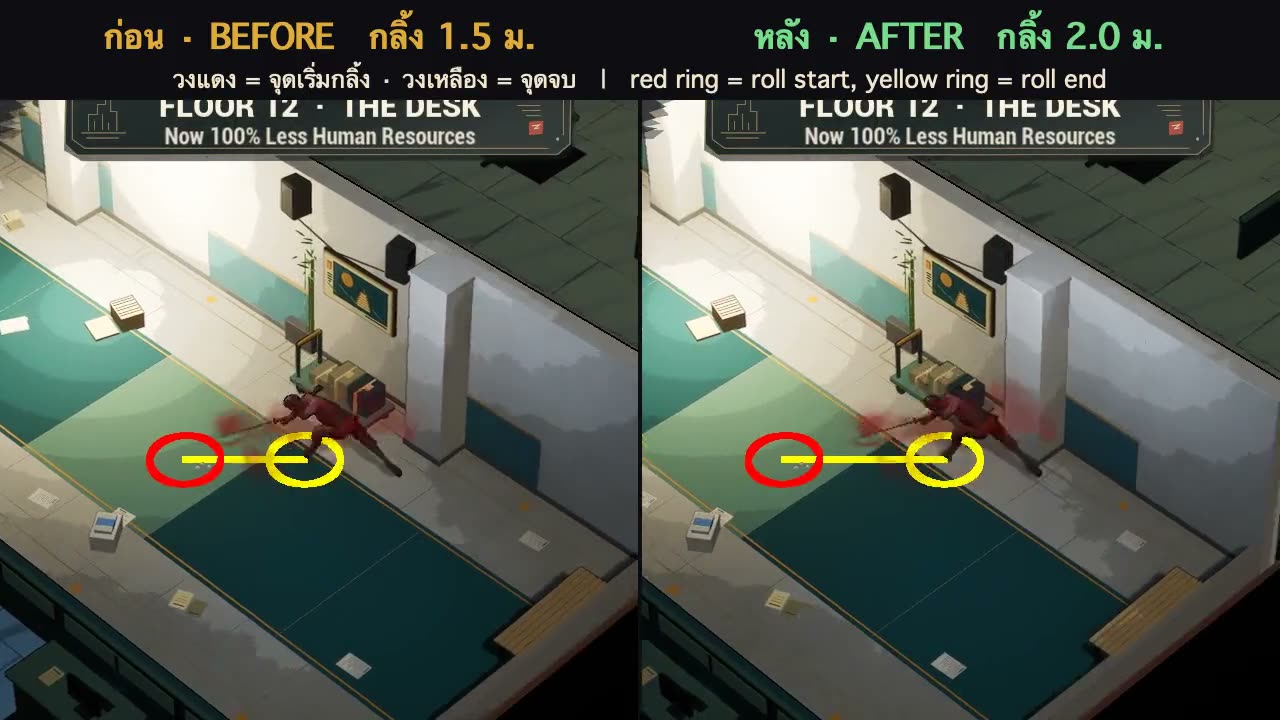 ก่อน · BEFORE กลิ้ง 1.5 ม.
หลัง · AFTER กลิ้ง 2.0 ม.
วงแดง = จุดเริ่มกลิ้ง · วงเหลือง = จุดจบ | red ring = roll start, yellow ring = roll end
FLOOR 12 · THE DESK
Now 100% Less Human Resources
FLOOR 12 · THE DESK
Now 100% Less Human Resources